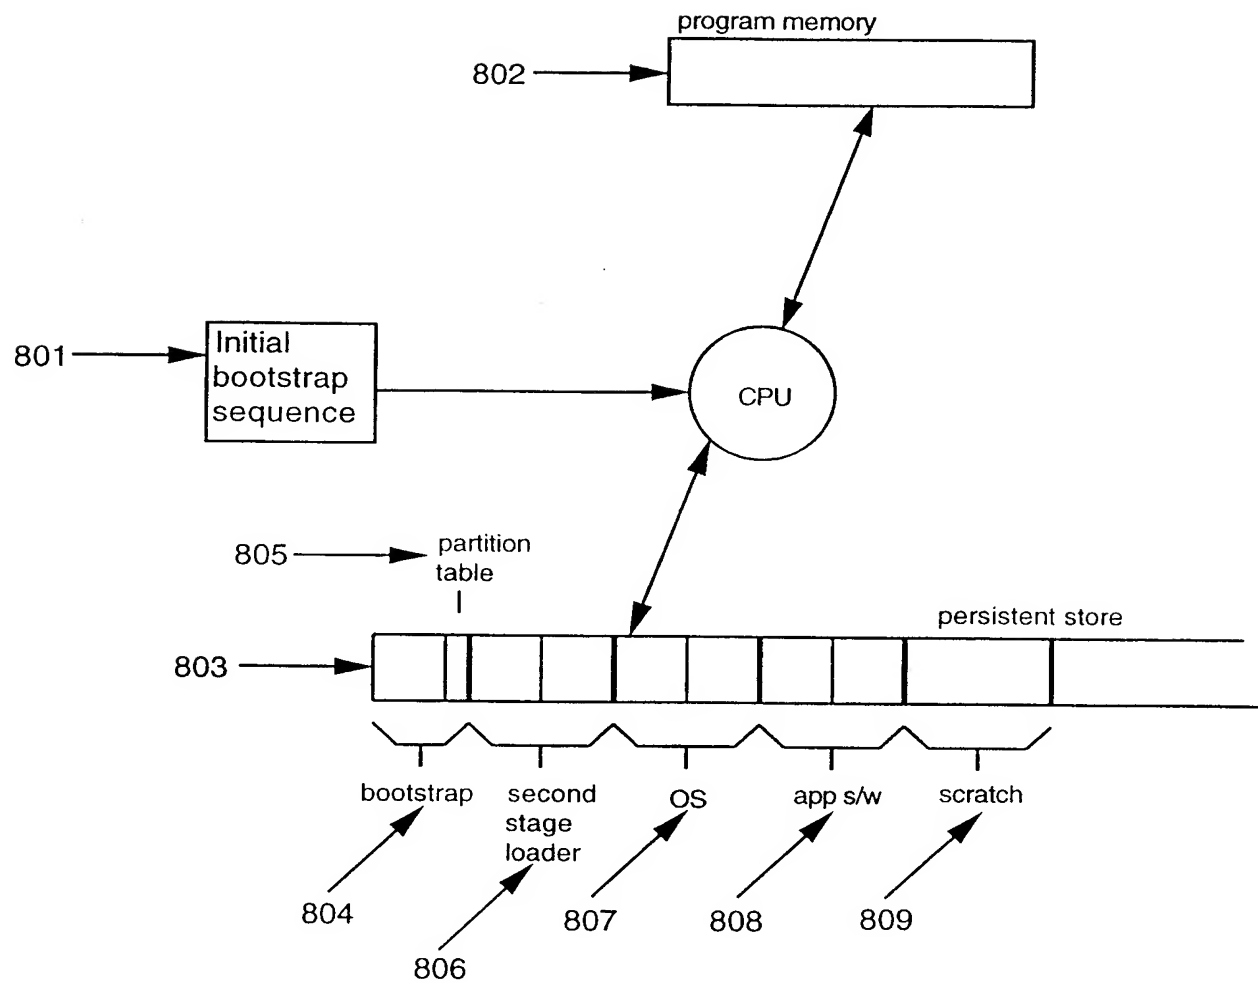 program memory
802
801
Initial
bootstrap
sequence
CPU
805
partition
table
persistent store
803
bootstrap
second
stage
loader
OS
app s/w
scratch
804
806
807
808
809